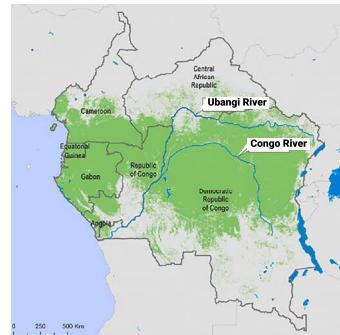 Central
African
Republic
Ubangi River
Cameroon
Congo River
Equatorial
Guinea
Republic
of Congo
Gabon
Democratic
Republic
of Congo
Angola
0 250 500 Km